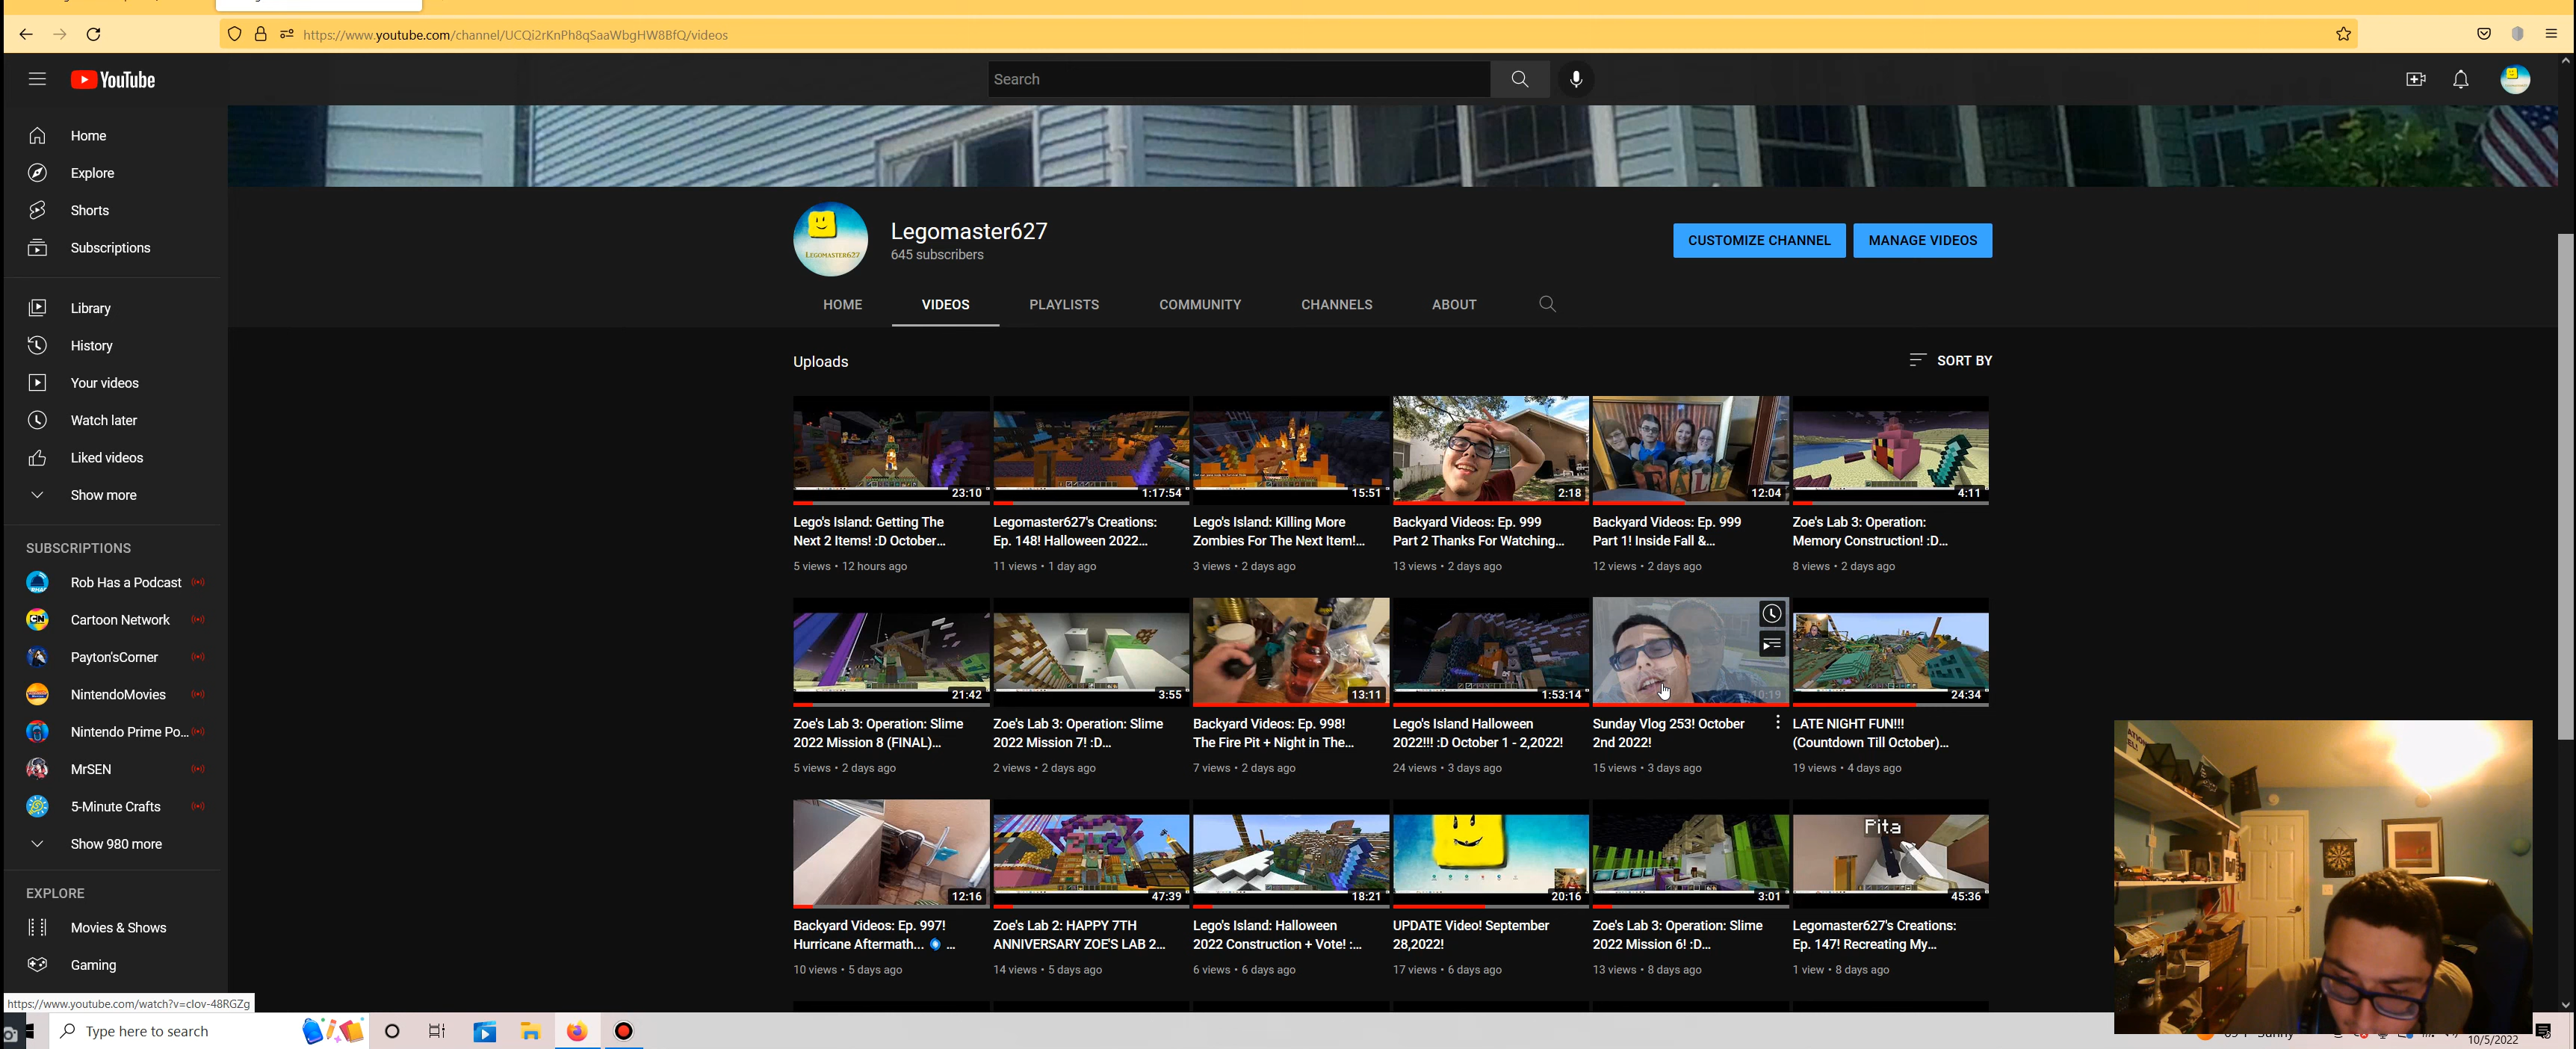 https://www.youtube.com/channel/UCQi2rKnPh8qSaaWbgHW8BfQ/videos
YouTube
Search
Home
Explore
Shorts
Subscriptions
Library
History
Your videos
Watch later
Liked videos
Show more
SUBSCRIPTIONS
Rob Has a Podcast
Cartoon Network
Payton'sCorner
NintendoMovies
Nintendo Prime Po...
MrSEN
5-Minute Crafts
Show 980 more
EXPLORE
Movies & Shows
Gaming
https://www.youtube.com/watch?v=cIov-48RGZg
LEGOMASTER627
Legomaster627
645 subscribers
CUSTOMIZE CHANNEL
MANAGE VIDEOS
HOME VIDEOS PLAYLISTS COMMUNITY CHANNELS ABOUT
Uploads
SORT BY
23:10
Lego's Island: Getting The
Next 2 Items! :D October...
5 views • 12 hours ago
1:17:54
Legomaster627's Creations:
Ep. 148! Halloween 2022...
11 views • 1 day ago
15:51
Lego's Island: Killing More
Zombies For The Next Item!...
3 views • 2 days ago
2:18
Backyard Videos: Ep. 999
Part 2 Thanks For Watching...
13 views • 2 days ago
12:04
Backyard Videos: Ep. 999
Part 1! Inside Fall &...
12 views • 2 days ago
4:11
Zoe's Lab 3: Operation:
Memory Construction! :D...
8 views • 2 days ago
21:42
Zoe's Lab 3: Operation: Slime
2022 Mission 8 (FINAL)...
5 views • 2 days ago
3:55
Zoe's Lab 3: Operation: Slime
2022 Mission 7! :D...
2 views • 2 days ago
13:11
Backyard Videos: Ep. 998!
The Fire Pit + Night in The...
7 views • 2 days ago
1:53:14
Lego's Island Halloween
2022!!! :D October 1 - 2,2022!
24 views • 3 days ago
10:19
Sunday Vlog 253! October
2nd 2022!
15 views • 3 days ago
24:34
LATE NIGHT FUN!!!
(Countdown Till October)...
19 views • 4 days ago
12:16
Backyard Videos: Ep. 997!
Hurricane Aftermath... ...
10 views • 5 days ago
47:39
Zoe's Lab 2: HAPPY 7TH
ANNIVERSARY ZOE'S LAB 2...
14 views • 5 days ago
18:21
Lego's Island: Halloween
2022 Construction + Vote! :...
6 views • 6 days ago
20:16
UPDATE Video! September
28,2022!
17 views • 6 days ago
3:01
Zoe's Lab 3: Operation: Slime
2022 Mission 6! :D...
13 views • 8 days ago
Pita
45:36
Legomaster627's Creations:
Ep. 147! Recreating My...
1 view • 8 days ago
Type here to search
10/5/2022